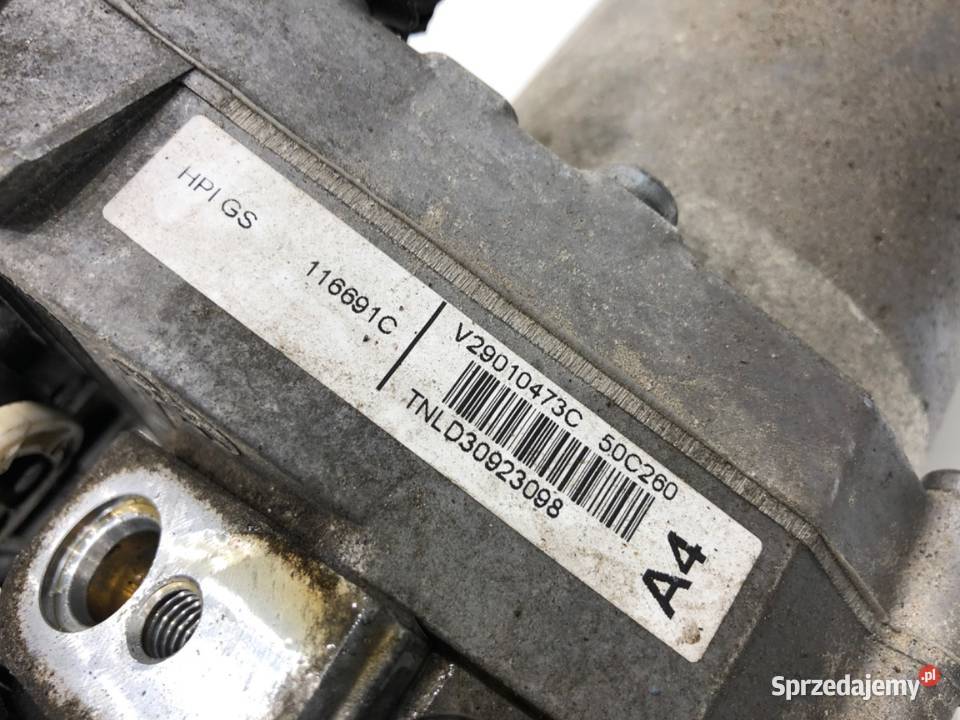 HPI GS
116691C
V29010473C 50C260
TNLD30923098
A4
Sprzedajemy.pl